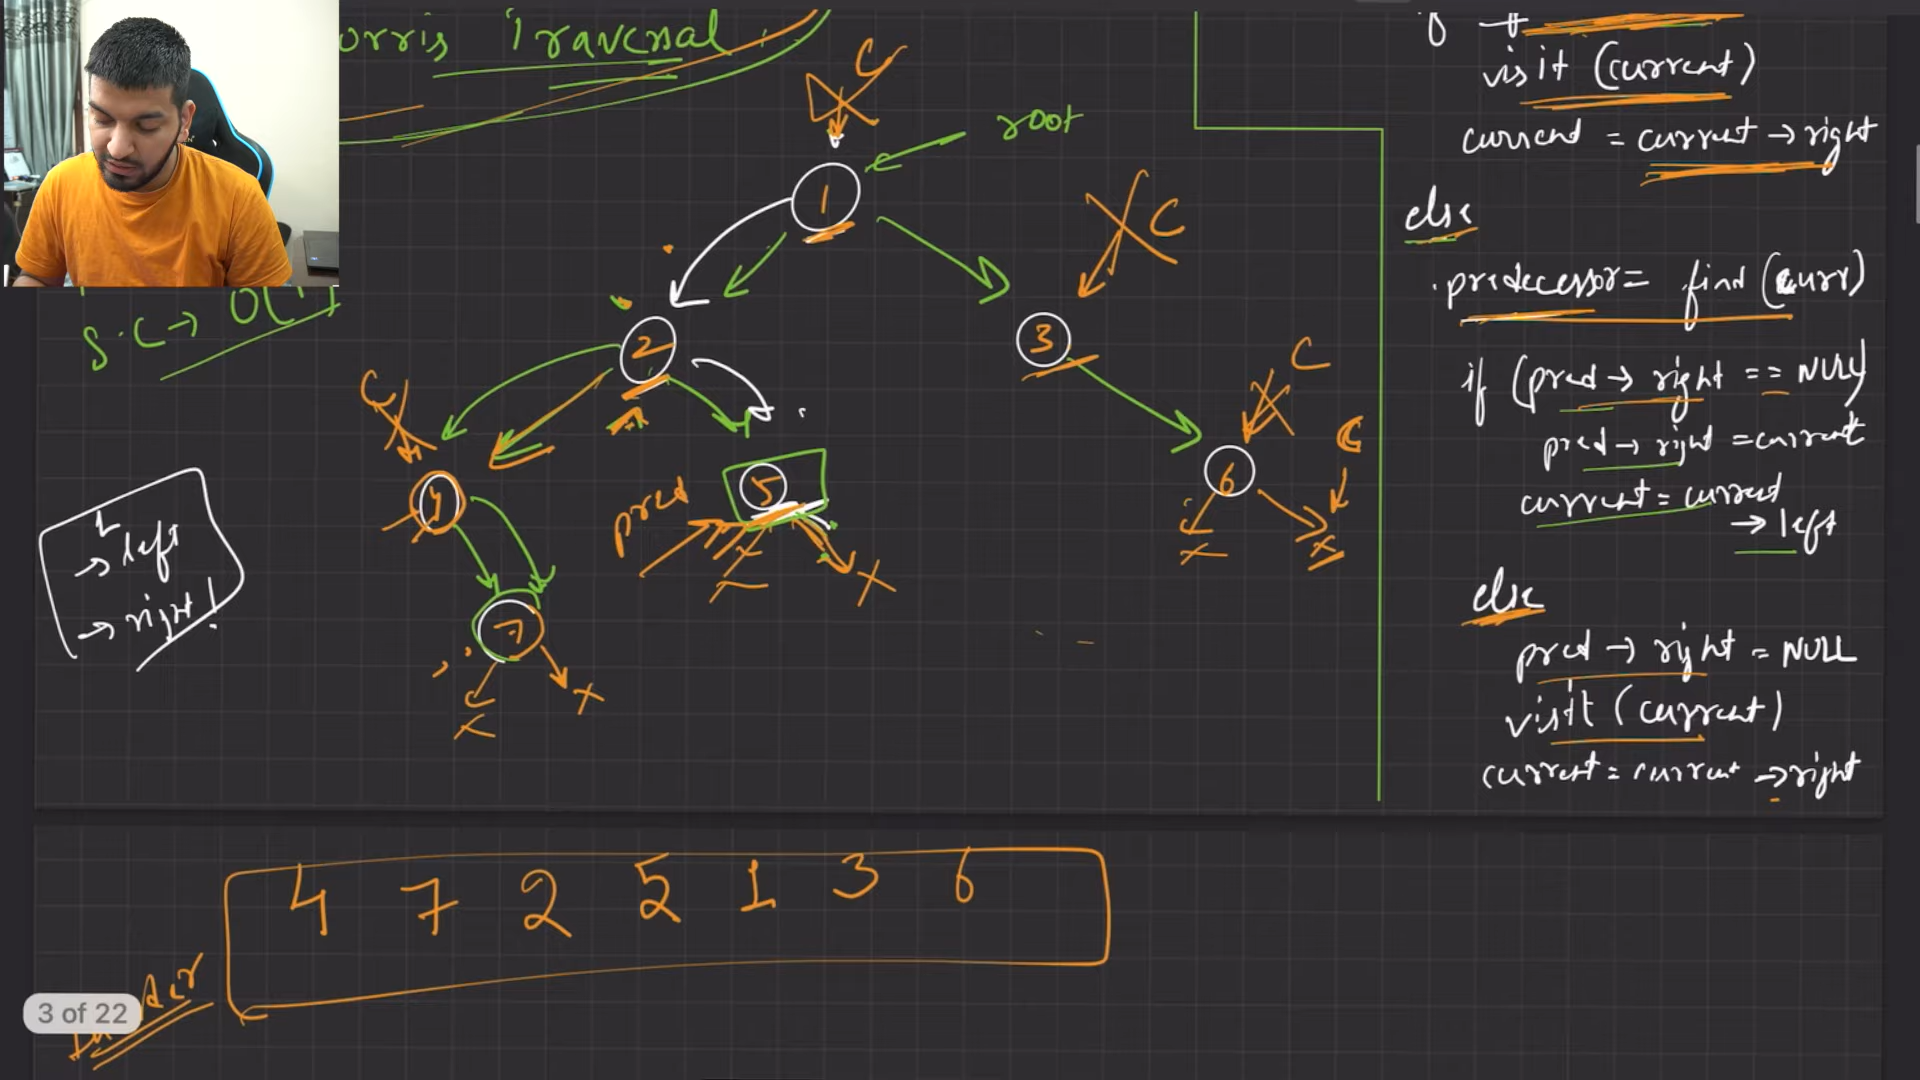 orris Traversal
S.C → O(1)
C
root
1
C
2
3
C
C
C
4
pred
5
6
x
x
x
x
7
x
x
L
→ left
→ right!
visit (current)
current = current → right
else
predecessor = find (curr)
if (pred → right == NULL)
pred → right = current
current = current
→ left
else
pred → right = NULL
visit (current)
current = current → right
4 7 2 5 1 3 6
3 of 22